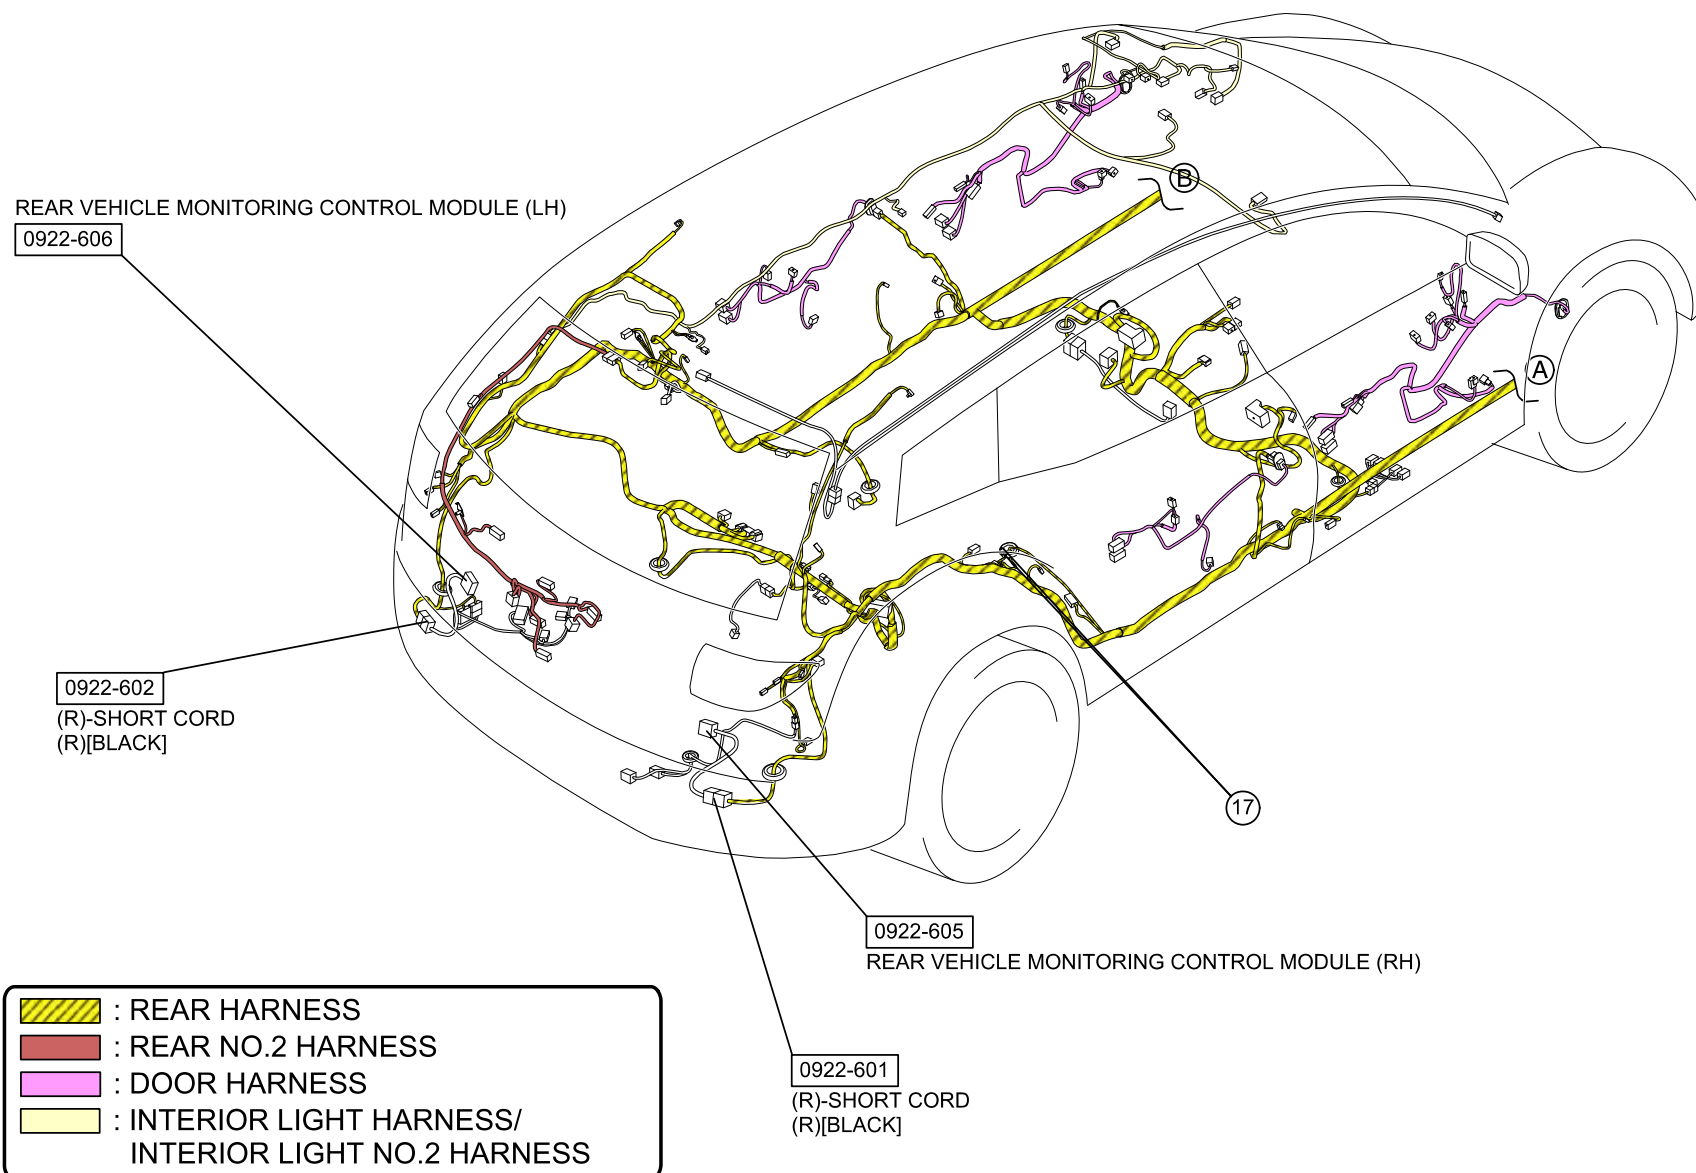 B
REAR VEHICLE MONITORING CONTROL MODULE (LH)
0922-606
A
0922-602
(R)-SHORT CORD
(R)[BLACK]
17
0922-605
REAR VEHICLE MONITORING CONTROL MODULE (RH)
0922-601
(R)-SHORT CORD
(R)[BLACK]
: REAR HARNESS
: REAR NO.2 HARNESS
: DOOR HARNESS
: INTERIOR LIGHT HARNESS/
INTERIOR LIGHT NO.2 HARNESS